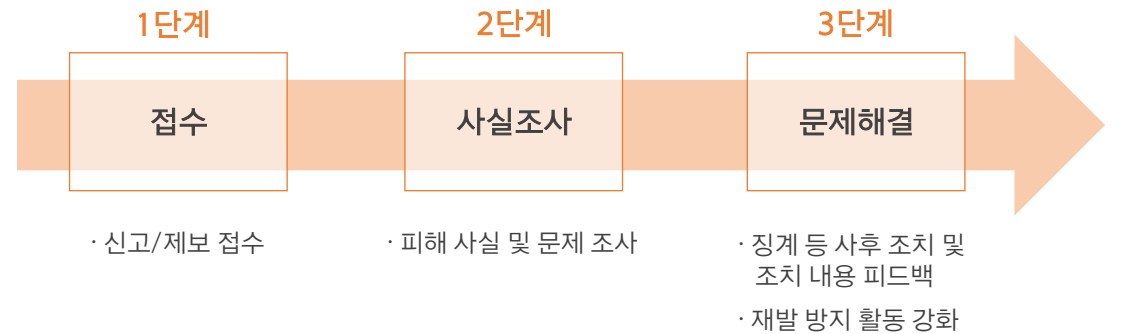 1단계
접수
· 신고/제보 접수
2단계
사실조사
· 피해 사실 및 문제 조사
3단계
문제해결
· 징계 등 사후 조치 및
조치 내용 피드백
· 재발 방지 활동 강화